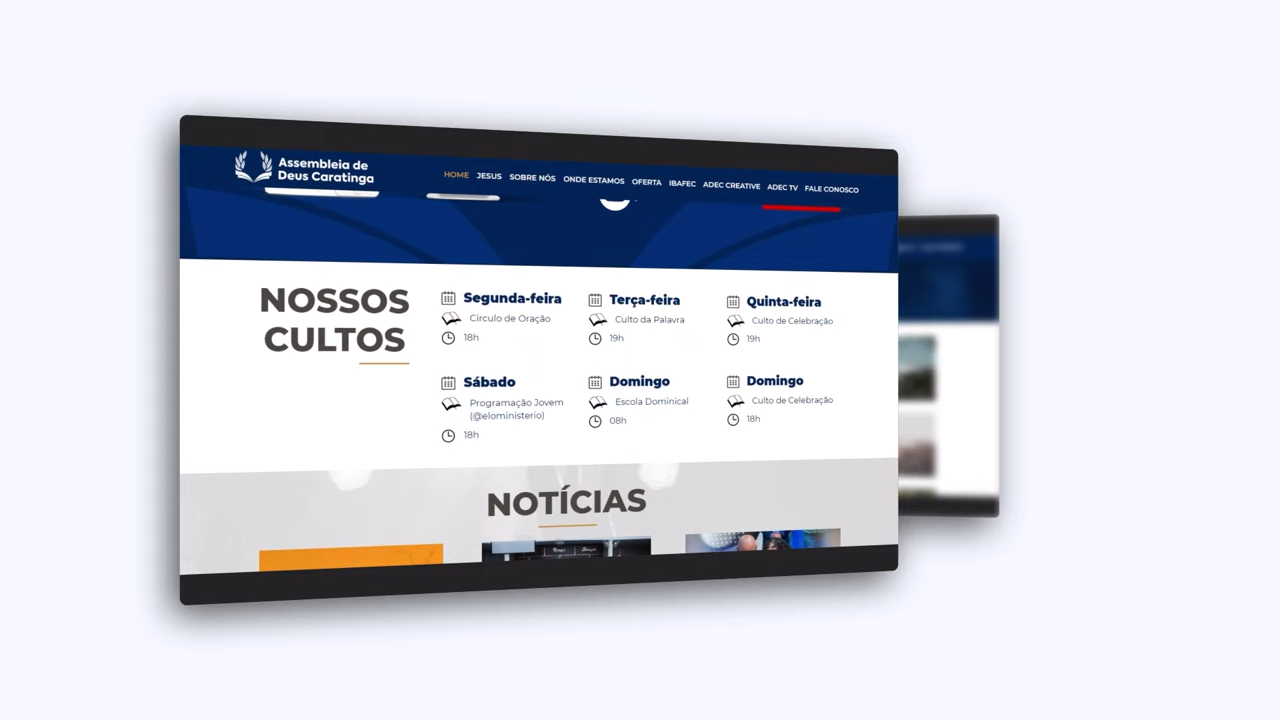 Assembleia de
Deus Caratinga
HOME JESUS SOBRE NÓS ONDE ESTAMOS OFERTA IBAFEC ADEC CREATIVE ADEC TV FALE CONOSCO
NOSSOS
CULTOS
Segunda-feira
Circulo de Oração
18h
Terça-feira
Culto da Palavra
19h
Quinta-feira
Culto de Celebração
19h
Sábado
Programação Jovem
(@eloministerio)
18h
Domingo
Escola Dominical
08h
Domingo
Culto de Celebração
18h
NOTÍCIAS